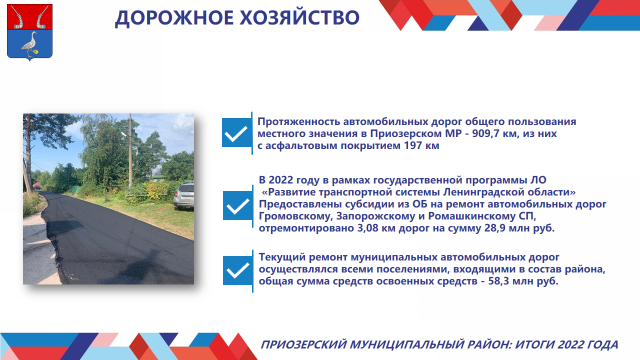 ДОРОЖНОЕ ХОЗЯЙСТВО
Протяженность автомобильных дорог общего пользования
местного значения в Приозерском МР - 909,7 км, из них
с асфальтовым покрытием 197 км
В 2022 году в рамках государственной программы ЛО
«Развитие транспортной системы Ленинградской области»
Предоставлены субсидии из ОБ на ремонт автомобильных дорог
Громовскому, Запорожскому и Ромашкинскому СП,
отремонтировано 3,08 км дорог на сумму 28,9 млн руб.
Текущий ремонт муниципальных автомобильных дорог
осуществлялся всеми поселениями, входящими в состав района,
общая сумма средств освоенных средств - 58,3 млн руб.
ПРИОЗЕРСКИЙ МУНИЦИПАЛЬНЫЙ РАЙОН: ИТОГИ 2022 ГОДА